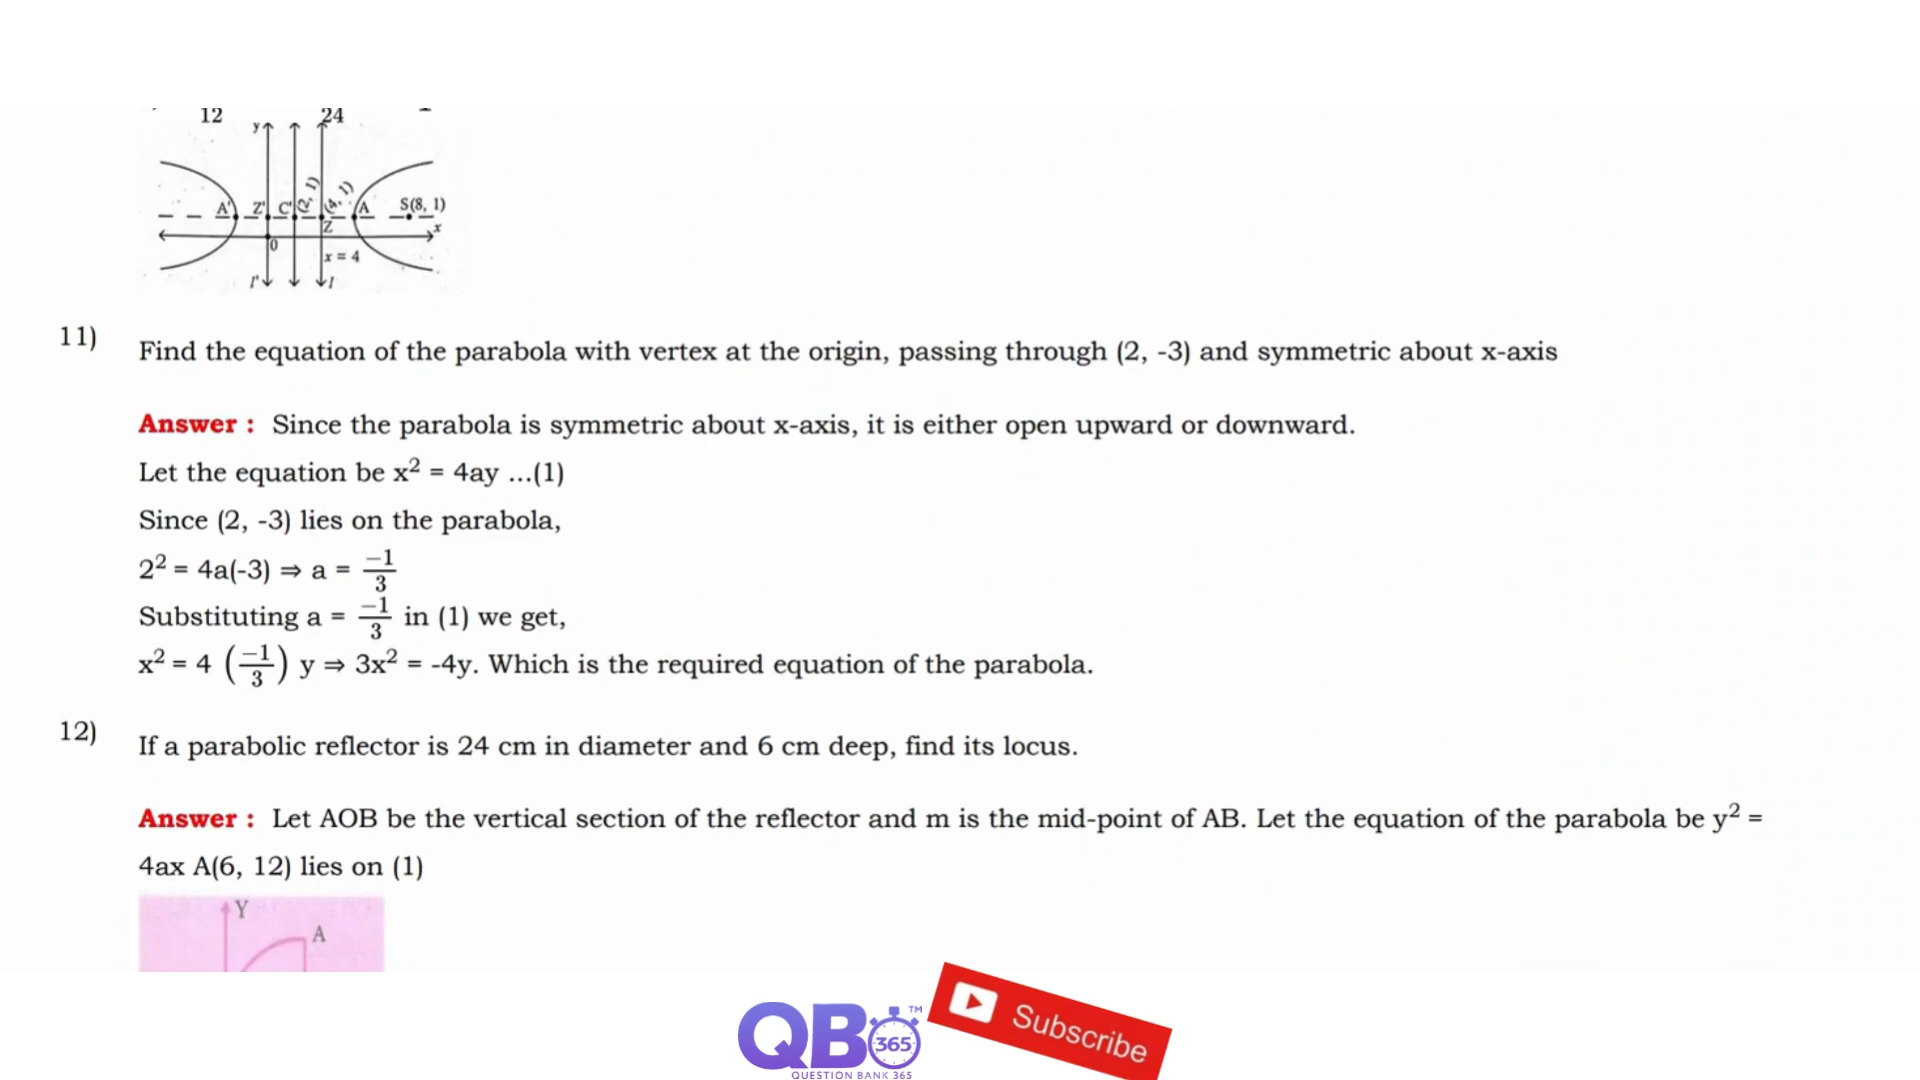 12 24
y
A' Z' C (2, 1) (4, 1) A S(8, 1)
Z x
0
x = 4
l' l
11) Find the equation of the parabola with vertex at the origin, passing through (2, -3) and symmetric about x-axis
Answer : Since the parabola is symmetric about x-axis, it is either open upward or downward.
Let the equation be x² = 4ay ...(1)
Since (2, -3) lies on the parabola,
2² = 4a(-3) ⇒ a = −1/3
Substituting a = −1/3 in (1) we get,
x² = 4 (−1/3) y ⇒ 3x² = -4y. Which is the required equation of the parabola.
12) If a parabolic reflector is 24 cm in diameter and 6 cm deep, find its locus.
Answer : Let AOB be the vertical section of the reflector and m is the mid-point of AB. Let the equation of the parabola be y² =
4ax A(6, 12) lies on (1)
Y
A
QB 365 ™
QUESTION BANK 365
Subscribe